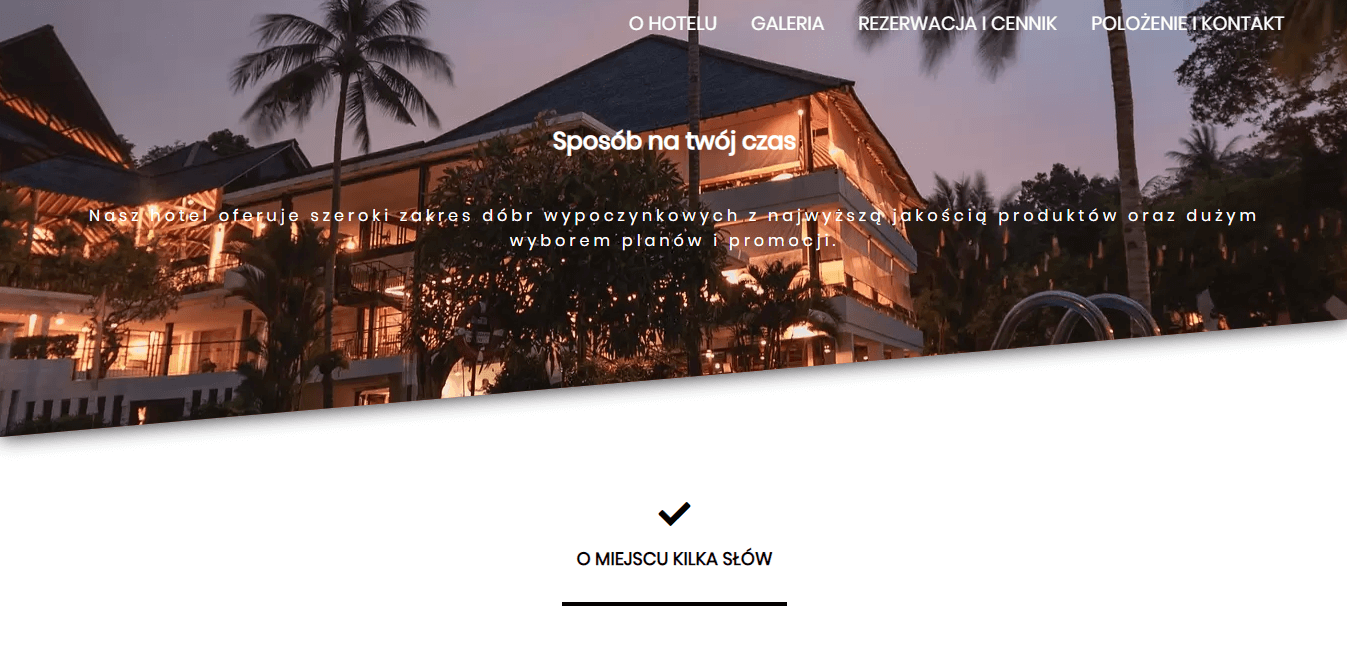 O HOTELU GALERIA REZERWACJA I CENNIK POLOŻENIE I KONTAKT
Sposób na twój czas
Nasz hotel oferuje szeroki zakres dóbr wypoczynkowych z najwyższą jakością produktów oraz dużym
wyborem planów i promocji.
O MIEJSCU KILKA SŁÓW